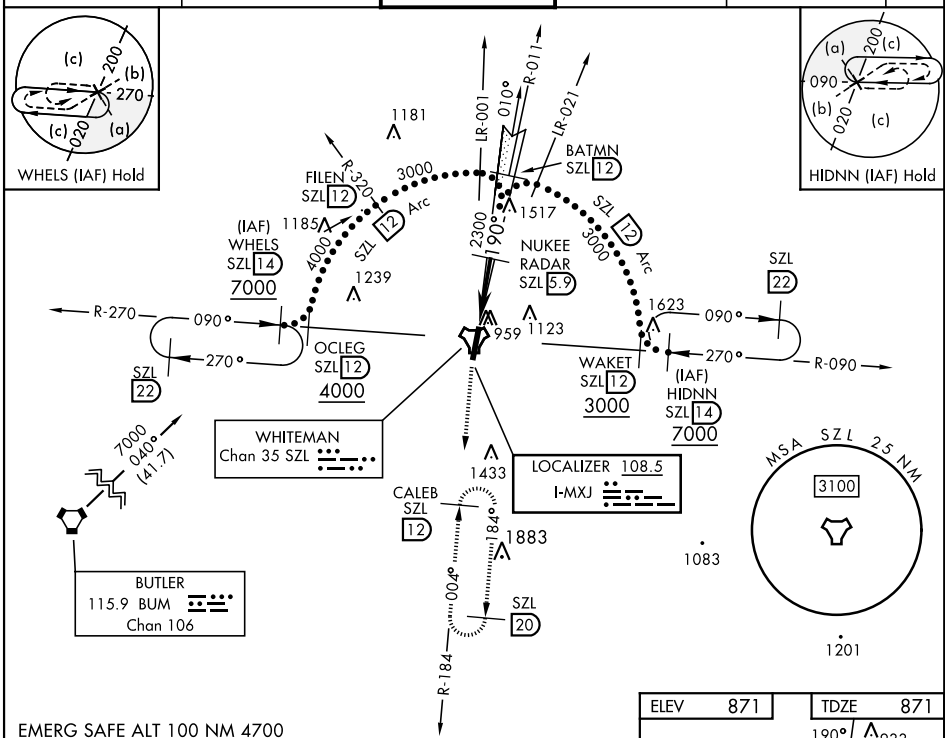 (c)
200
(b)
270
(c)
020
(a)
WHELS (IAF) Hold
(a)
200
(c)
090
(b)
020
(c)
HIDNN (IAF) Hold
1181
LR-001
010°
R-011
LR-021
BATMN
SZL 12
R-320
3000
FILEN
SZL 12
SZL 12 Arc
4000
1185
1517
2300
190°
SZL 12 Arc
3000
(IAF)
WHELS
SZL 14
7000
1239
NUKEE
RADAR
SZL 5.9
SZL
22
1623
R-270
090°
270°
SZL
22
OCLEG
SZL 12
4000
959
1123
090°
270°
R-090
WAKET
SZL 12
3000
(IAF)
HIDNN
SZL 14
7000
7000
040°
(41.7)
WHITEMAN
Chan 35 SZL
1433
LOCALIZER 108.5
I-MXJ
MSA SZL 25 NM
3100
CALEB
SZL
12
184°
004°
1883
1083
BUTLER
115.9 BUM
Chan 106
SZL
20
1201
R-184
EMERG SAFE ALT 100 NM 4700
ELEV 871
TDZE 871
190°